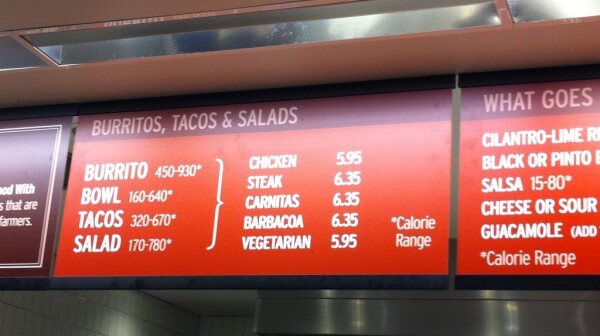 ood With
s that are
farmers.
BURRITOS, TACOS & SALADS
BURRITO 450-930*
BOWL 160-640*
TACOS 320-670*
SALAD 170-780*
CHICKEN 5.95
STEAK 6.35
CARNITAS 6.35
BARBACOA 6.35
VEGETARIAN 5.95
*Calorie
Range
WHAT GOES
CILANTRO-LIME R
BLACK OR PINTO
SALSA 15-80*
CHEESE OR SOUR
GUACAMOLE (ADD
*Calorie Range